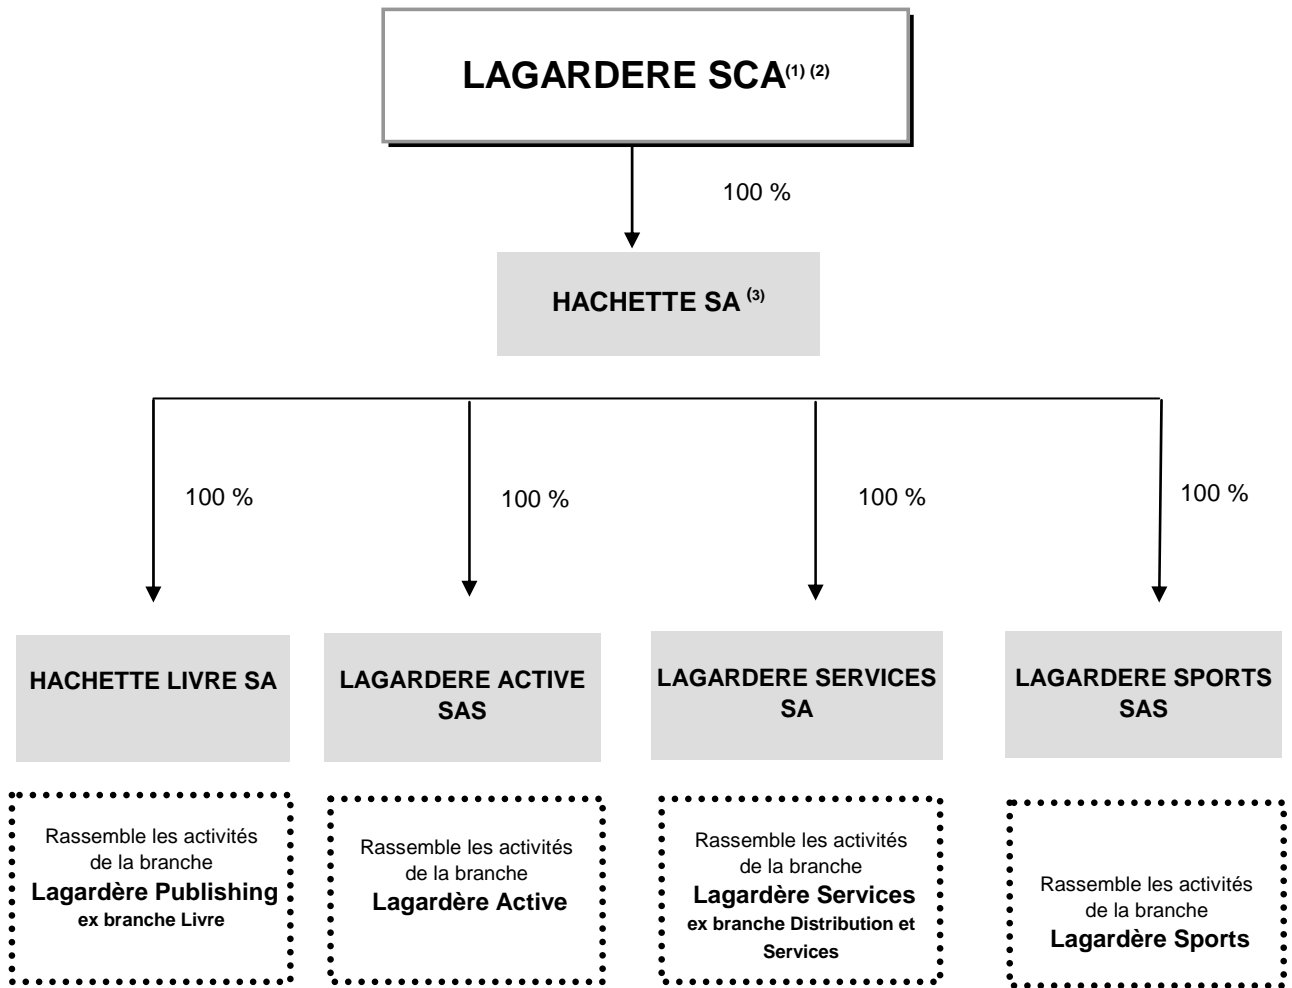 LAGARDERE SCA(1) (2)
100 %
HACHETTE SA (3)
100 %
100 %
100 %
100 %
HACHETTE LIVRE SA
LAGARDERE ACTIVE
SAS
LAGARDERE SERVICES
SA
LAGARDERE SPORTS
SAS
Rassemble les activités
de la branche
Lagardère Publishing
ex branche Livre
Rassemble les activités
de la branche
Lagardère Active
Rassemble les activités
de la branche
Lagardère Services
ex branche Distribution et
Services
Rassemble les activités
de la branche
Lagardère Sports